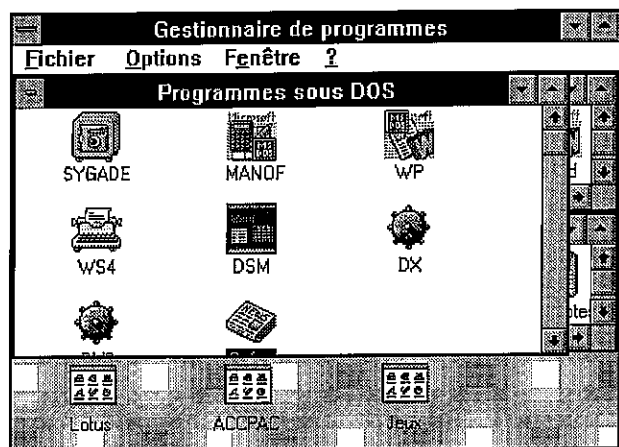 Gestionnaire de programmes
Fichier Options Fenêtre ?
Programmes sous DOS
SYGADE MANOF WP
WS4 DSM DX
Lotus ACCPAC Jeux